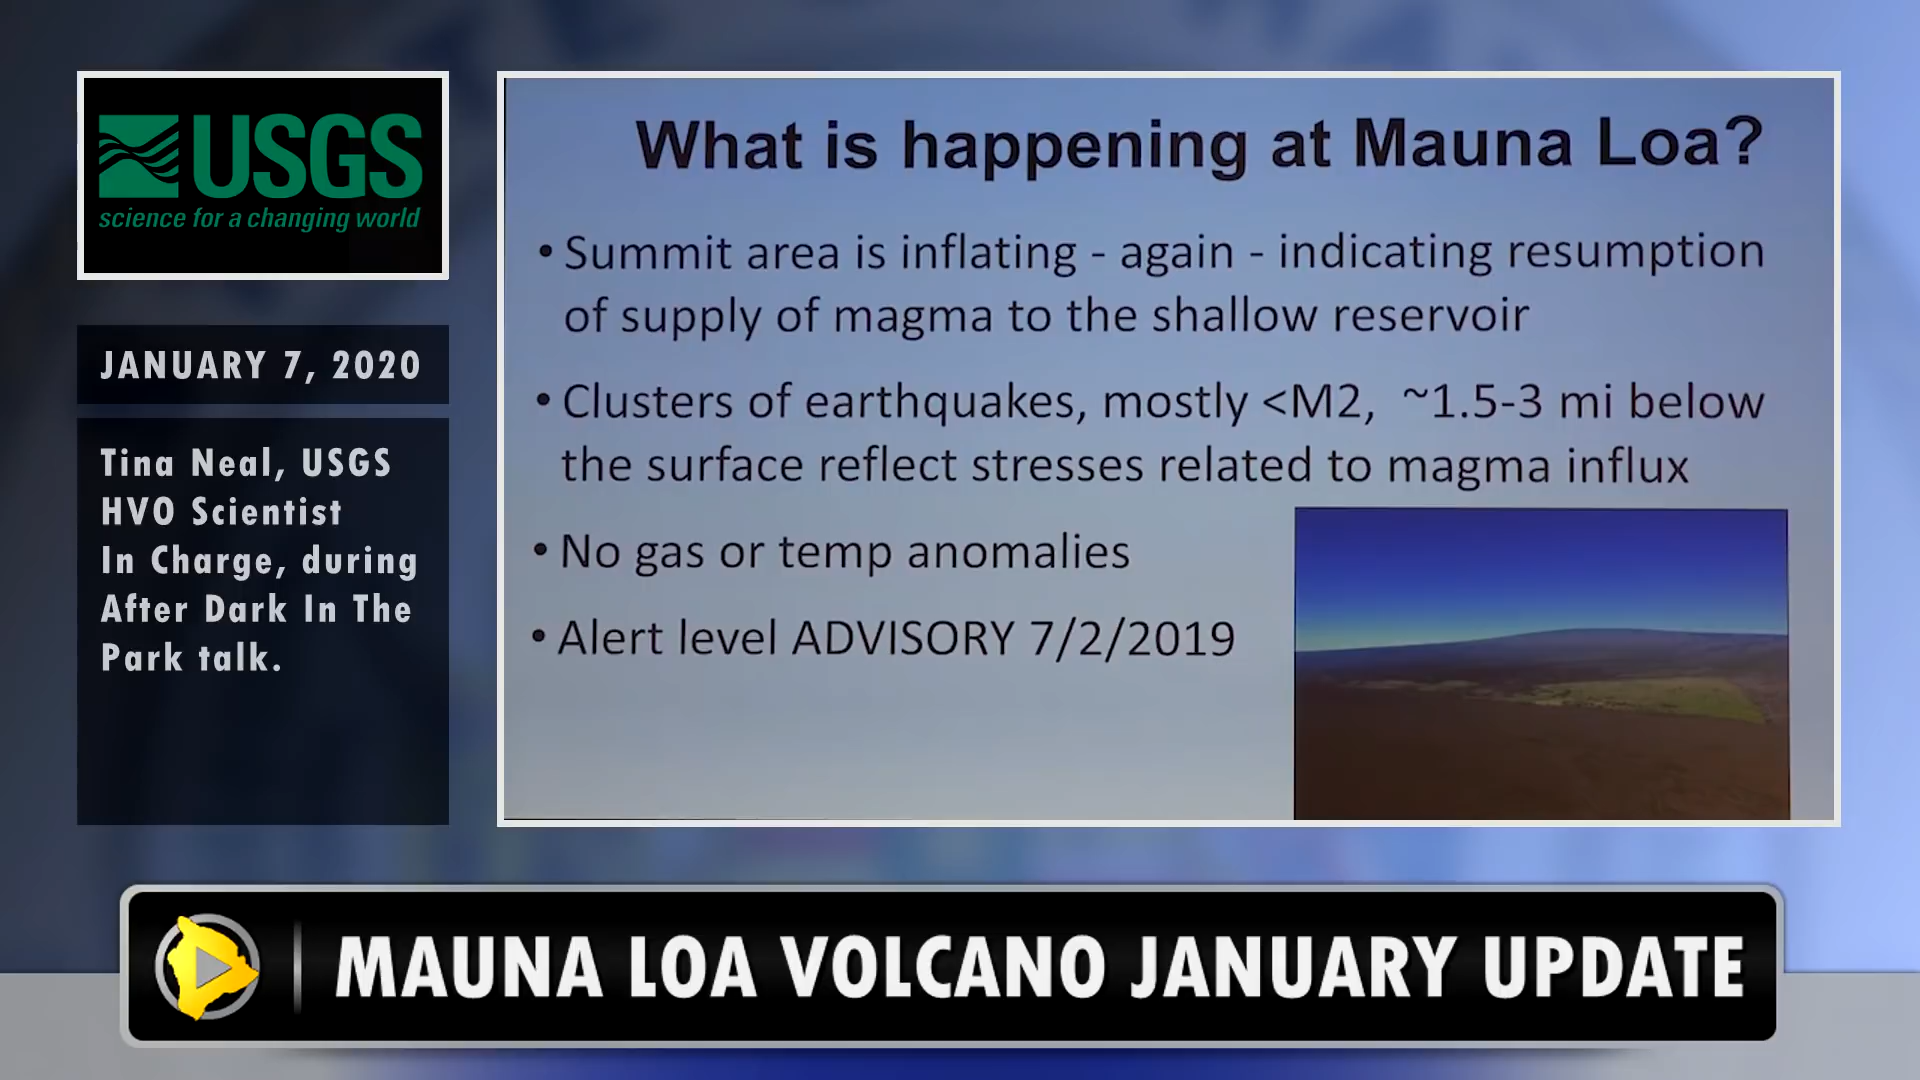 USGS
science for a changing world
JANUARY 7, 2020
Tina Neal, USGS
HVO Scientist
In Charge, during
After Dark In The
Park talk.
What is happening at Mauna Loa?
• Summit area is inflating - again - indicating resumption
of supply of magma to the shallow reservoir
• Clusters of earthquakes, mostly <M2, ~1.5-3 mi below
the surface reflect stresses related to magma influx
• No gas or temp anomalies
• Alert level ADVISORY 7/2/2019
MAUNA LOA VOLCANO JANUARY UPDATE